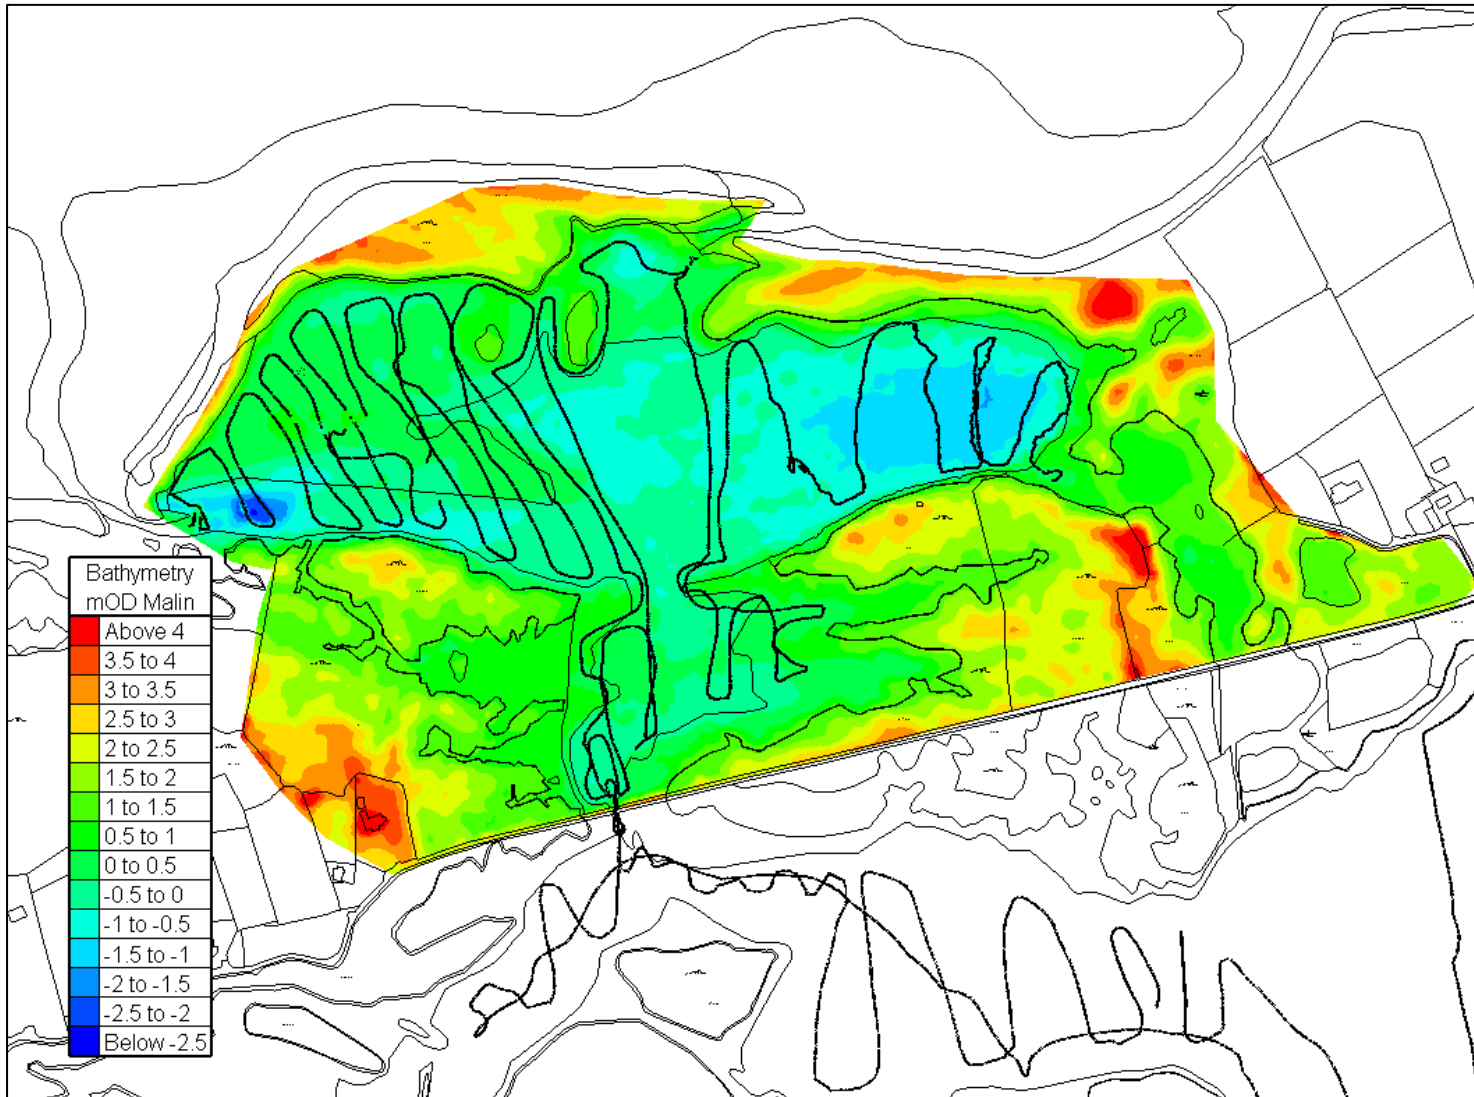 Bathymetry
mOD Malin
Above 4
3.5 to 4
3 to 3.5
2.5 to 3
2 to 2.5
1.5 to 2
1 to 1.5
0.5 to 1
0 to 0.5
-0.5 to 0
-1 to -0.5
-1.5 to -1
-2 to -1.5
-2.5 to -2
Below -2.5